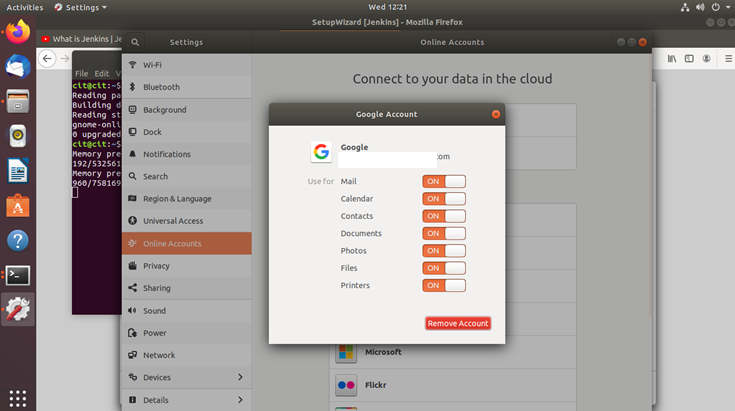 Activities
Settings
Wed 12:21
SetupWizard [Jenkins] - Mozilla Firefox
What is Jenkins | Je
File Edit V
cit@cit:~$
Reading pa
Building d
Reading st
gnome-onli
0 upgraded
cit@cit:~$
Memory pre
192/532561
Memory pre
960/758169
Settings
Wi-Fi
Bluetooth
Background
Dock
Notifications
Search
Region & Language
Universal Access
Online Accounts
Privacy
Sharing
Sound
Power
Network
Devices
Details
Online Accounts
Connect to your data in the cloud
Google Account
Google
.com
Use for
Mail ON
Calendar ON
Contacts ON
Documents ON
Photos ON
Files ON
Printers ON
Remove Account
Microsoft
Flickr